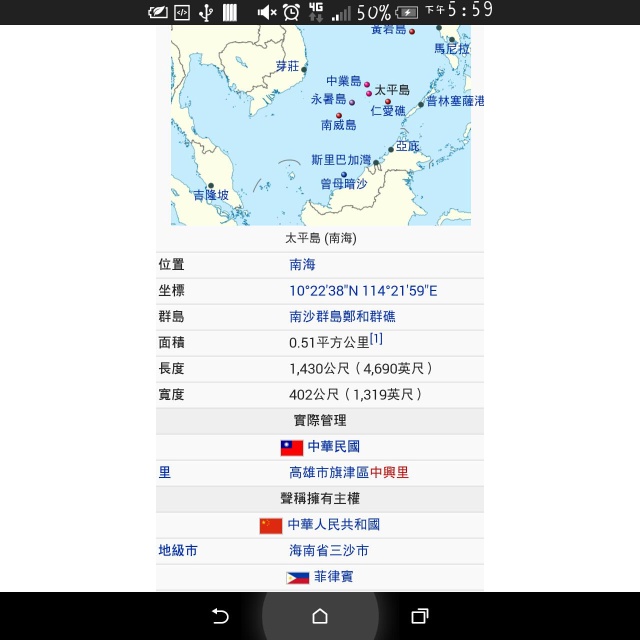 4G 50% 下午5:59
黃岩島
馬尼拉
芽莊
中業島
太平島
永暑島
仁愛礁
普林塞薩港
南威島
亞庇
斯里巴加灣
曾母暗沙
吉隆坡
太平島 (南海)
位置 南海
坐標 10°22'38"N 114°21'59"E
群島 南沙群島鄭和群礁
面積 0.51平方公里[1]
長度 1,430公尺（4,690英尺）
寬度 402公尺（1,319英尺）
實際管理
中華民國
里 高雄市旗津區中興里
聲稱擁有主權
中華人民共和國
地級市 海南省三沙市
菲律賓